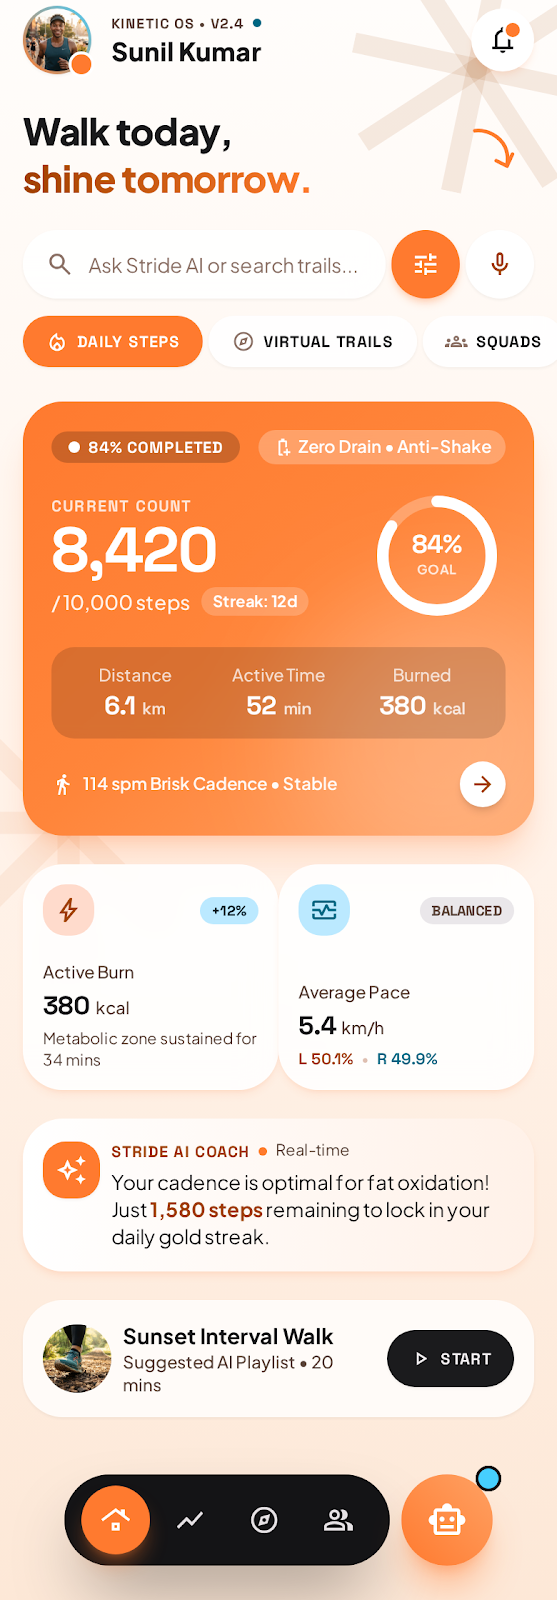 KINETIC OS • V2.4
Sunil Kumar
Walk today,
shine tomorrow.
Ask Stride AI or search trails...
DAILY STEPS
VIRTUAL TRAILS
SQUADS
84% COMPLETED
Zero Drain • Anti-Shake
CURRENT COUNT
8,420
/10,000 steps
Streak: 12d
84%
GOAL
Distance
6.1 km
Active Time
52 min
Burned
380 kcal
114 spm Brisk Cadence • Stable
+12%
Active Burn
380 kcal
Metabolic zone sustained for
34 mins
BALANCED
Average Pace
5.4 km/h
L 50.1% • R 49.9%
STRIDE AI COACH • Real-time
Your cadence is optimal for fat oxidation!
Just 1,580 steps remaining to lock in your
daily gold streak.
Sunset Interval Walk
Suggested AI Playlist • 20
mins
START